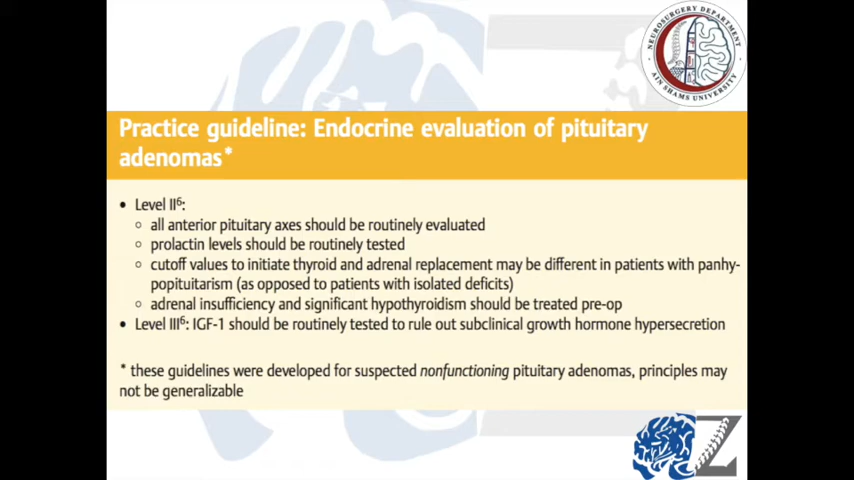 NEUROSURGERY DEPARTMENT
AIN SHAMS UNIVERSITY
Practice guideline: Endocrine evaluation of pituitary
adenomas*
• Level II⁶:
○ all anterior pituitary axes should be routinely evaluated
○ prolactin levels should be routinely tested
○ cutoff values to initiate thyroid and adrenal replacement may be different in patients with panhy-
popituitarism (as opposed to patients with isolated deficits)
○ adrenal insufficiency and significant hypothyroidism should be treated pre-op
• Level III⁶: IGF-1 should be routinely tested to rule out subclinical growth hormone hypersecretion
* these guidelines were developed for suspected nonfunctioning pituitary adenomas, principles may
not be generalizable
Z